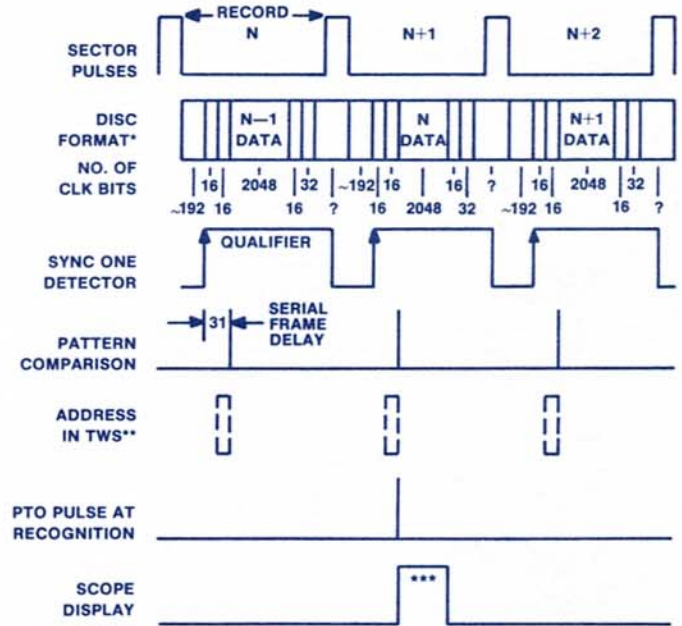 RECORD
N N+1 N+2
SECTOR
PULSES
DISC
FORMAT*
N—1
DATA
N
DATA
N+1
DATA
NO. OF
CLK BITS
16 2048 32 ~192 16 16 ? 16 2048 32
~192 16 16 ? 16 2048 32 ~192 16 16 ?
QUALIFIER
SYNC ONE
DETECTOR
31
SERIAL
FRAME
DELAY
PATTERN
COMPARISON
ADDRESS
IN TWS**
PTO PULSE AT
RECOGNITION
SCOPE
DISPLAY
***